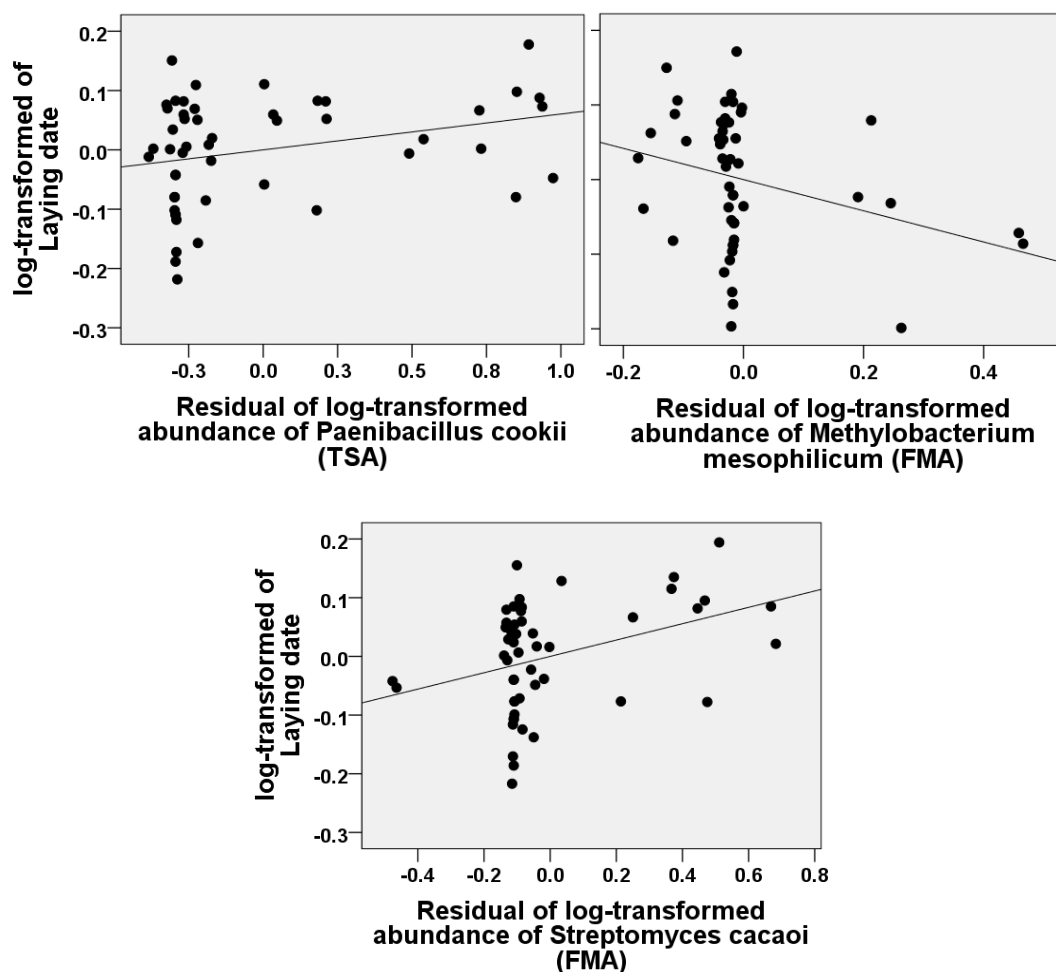 log-transformed of
Laying date
0.2
0.1
0.0
-0.1
-0.2
-0.3
-0.3
0.0
0.3
0.5
0.8
1.0
Residual of log-transformed
abundance of Paenibacillus cookii
(TSA)
-0.2
0.0
0.2
0.4
Residual of log-transformed
abundance of Methylobacterium
mesophilicum (FMA)
log-transformed of
Laying date
0.2
0.1
0.0
-0.1
-0.2
-0.3
-0.4
-0.2
0.0
0.2
0.4
0.6
0.8
Residual of log-transformed
abundance of Streptomyces cacaoi
(FMA)